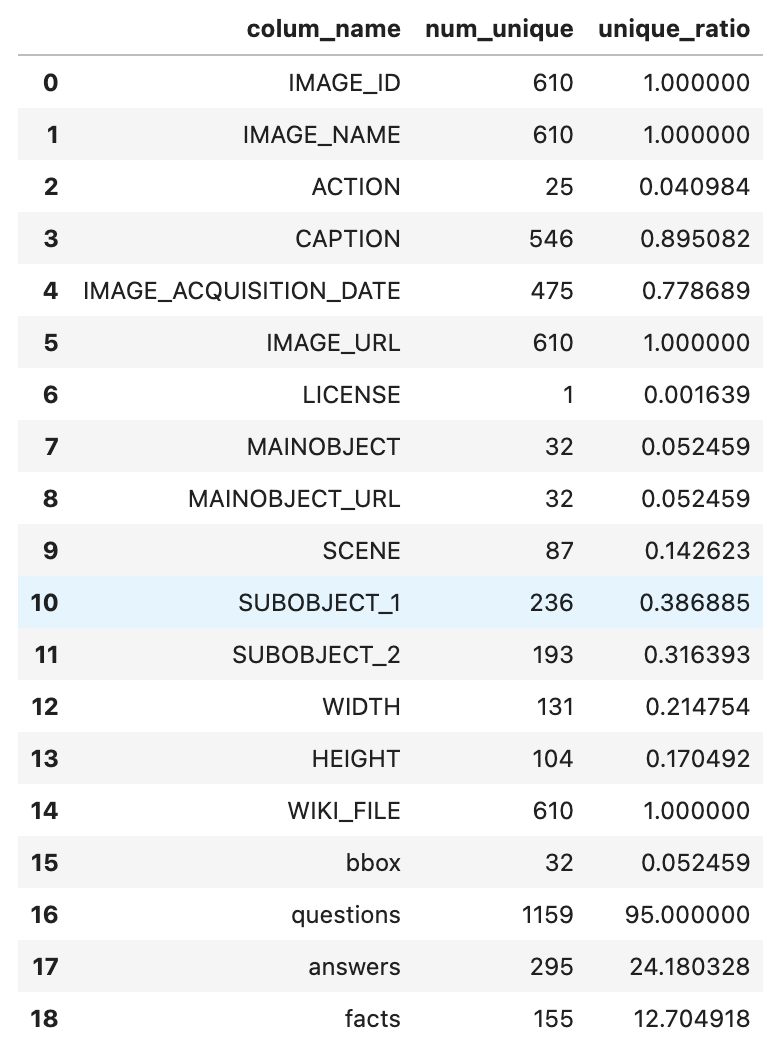 colum_name num_unique unique_ratio
0 IMAGE_ID 610 1.000000
1 IMAGE_NAME 610 1.000000
2 ACTION 25 0.040984
3 CAPTION 546 0.895082
4 IMAGE_ACQUISITION_DATE 475 0.778689
5 IMAGE_URL 610 1.000000
6 LICENSE 1 0.001639
7 MAINOBJECT 32 0.052459
8 MAINOBJECT_URL 32 0.052459
9 SCENE 87 0.142623
10 SUBOBJECT_1 236 0.386885
11 SUBOBJECT_2 193 0.316393
12 WIDTH 131 0.214754
13 HEIGHT 104 0.170492
14 WIKI_FILE 610 1.000000
15 bbox 32 0.052459
16 questions 1159 95.000000
17 answers 295 24.180328
18 facts 155 12.704918